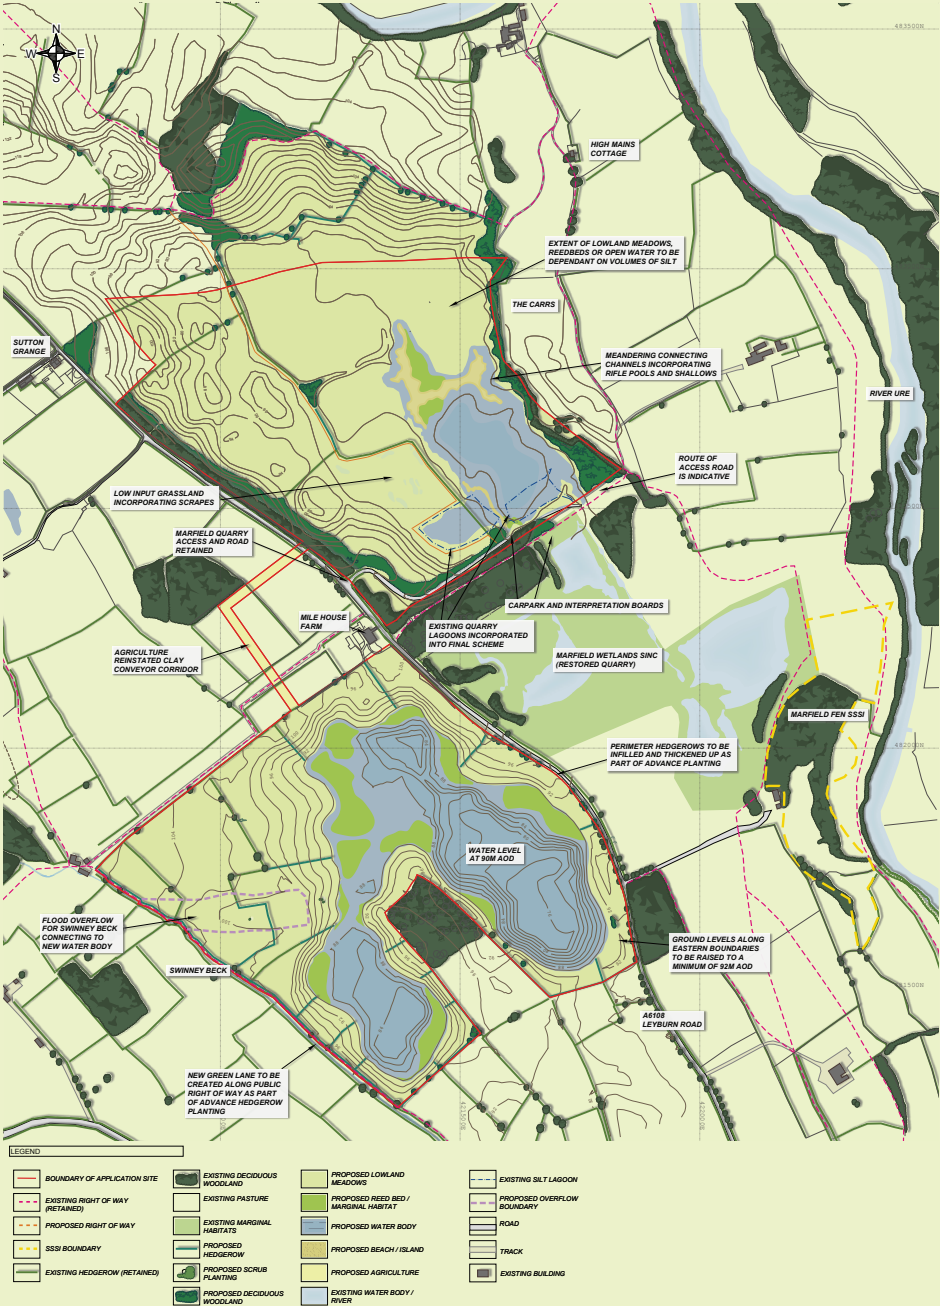 N
W E
S
483500N
HIGH MAINS
COTTAGE
EXTENT OF LOWLAND MEADOWS,
REEDBEDS OR OPEN WATER TO BE
DEPENDANT ON VOLUMES OF SILT
THE CARRS
SUTTON
GRANGE
MEANDERING CONNECTING
CHANNELS INCORPORATING
RIFLE POOLS AND SHALLOWS
RIVER URE
ROUTE OF
ACCESS ROAD
IS INDICATIVE
LOW INPUT GRASSLAND
INCORPORATING SCRAPES
MARFIELD QUARRY
ACCESS AND ROAD
RETAINED
CARPARK AND INTERPRETATION BOARDS
MILE HOUSE
FARM
EXISTING QUARRY
LAGOONS INCORPORATED
INTO FINAL SCHEME
AGRICULTURE
REINSTATED CLAY
CONVEYOR CORRIDOR
MARFIELD WETLANDS SINC
(RESTORED QUARRY)
MARFIELD FEN SSSI
482000N
PERIMETER HEDGEROWS TO BE
INFILLED AND THICKENED UP AS
PART OF ADVANCE PLANTING
WATER LEVEL
AT 90M AOD
FLOOD OVERFLOW
FOR SWINNEY BECK
CONNECTING TO
NEW WATER BODY
GROUND LEVELS ALONG
EASTERN BOUNDARIES
TO BE RAISED TO A
MINIMUM OF 92M AOD
SWINNEY BECK
481500N
A6108
LEYBURN ROAD
NEW GREEN LANE TO BE
CREATED ALONG PUBLIC
RIGHT OF WAY AS PART
OF ADVANCE HEDGEROW
PLANTING
421500E
422000E
LEGEND
BOUNDARY OF APPLICATION SITE
EXISTING RIGHT OF WAY
(RETAINED)
PROPOSED RIGHT OF WAY
SSSI BOUNDARY
EXISTING HEDGEROW (RETAINED)
EXISTING DECIDUOUS
WOODLAND
EXISTING PASTURE
EXISTING MARGINAL
HABITATS
PROPOSED
HEDGEROW
PROPOSED SCRUB
PLANTING
PROPOSED DECIDUOUS
WOODLAND
PROPOSED LOWLAND
MEADOWS
PROPOSED REED BED /
MARGINAL HABITAT
PROPOSED WATER BODY
PROPOSED BEACH / ISLAND
PROPOSED AGRICULTURE
EXISTING WATER BODY /
RIVER
EXISTING SILT LAGOON
PROPOSED OVERFLOW
BOUNDARY
ROAD
TRACK
EXISTING BUILDING